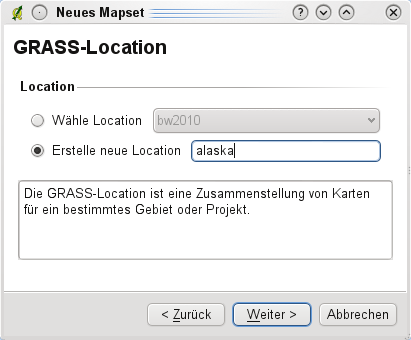 Neues Mapset
GRASS-Location
Location
Wähle Location bw2010
Erstelle neue Location alaska
Die GRASS-Location ist eine Zusammenstellung von Karten
für ein bestimmtes Gebiet oder Projekt.
< Zurück Weiter > Abbrechen